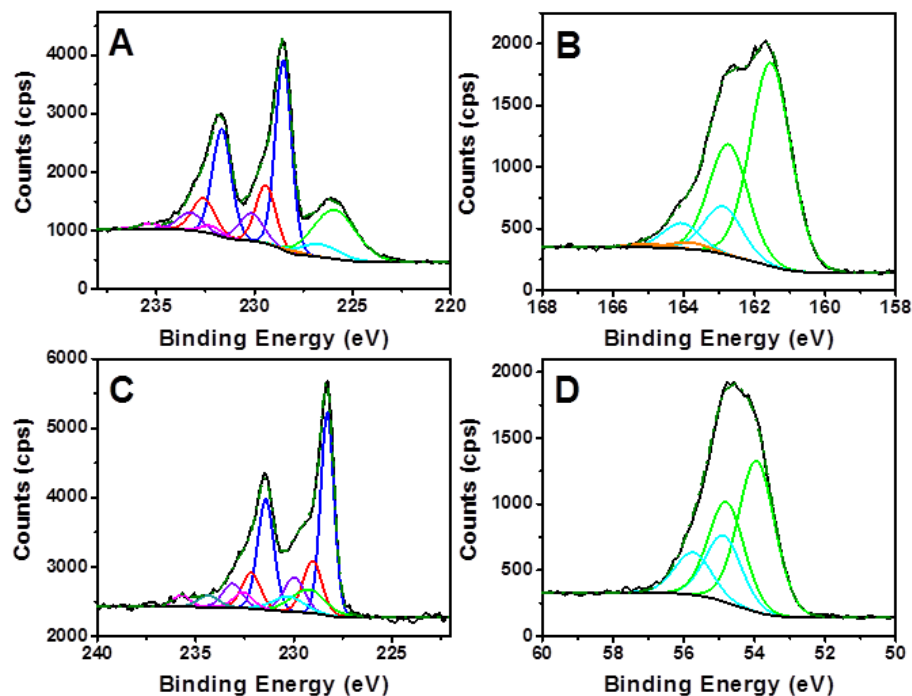 A
Counts (cps)
4000
3000
2000
1000
0
235 230 225 220
Binding Energy (eV)
B
Counts (cps)
2000
1500
1000
500
0
168 166 164 162 160 158
Binding Energy (eV)
C
Counts (cps)
6000
5000
4000
3000
2000
240 235 230 225
Binding Energy (eV)
D
Counts (cps)
2000
1500
1000
500
0
60 58 56 54 52 50
Binding Energy (eV)